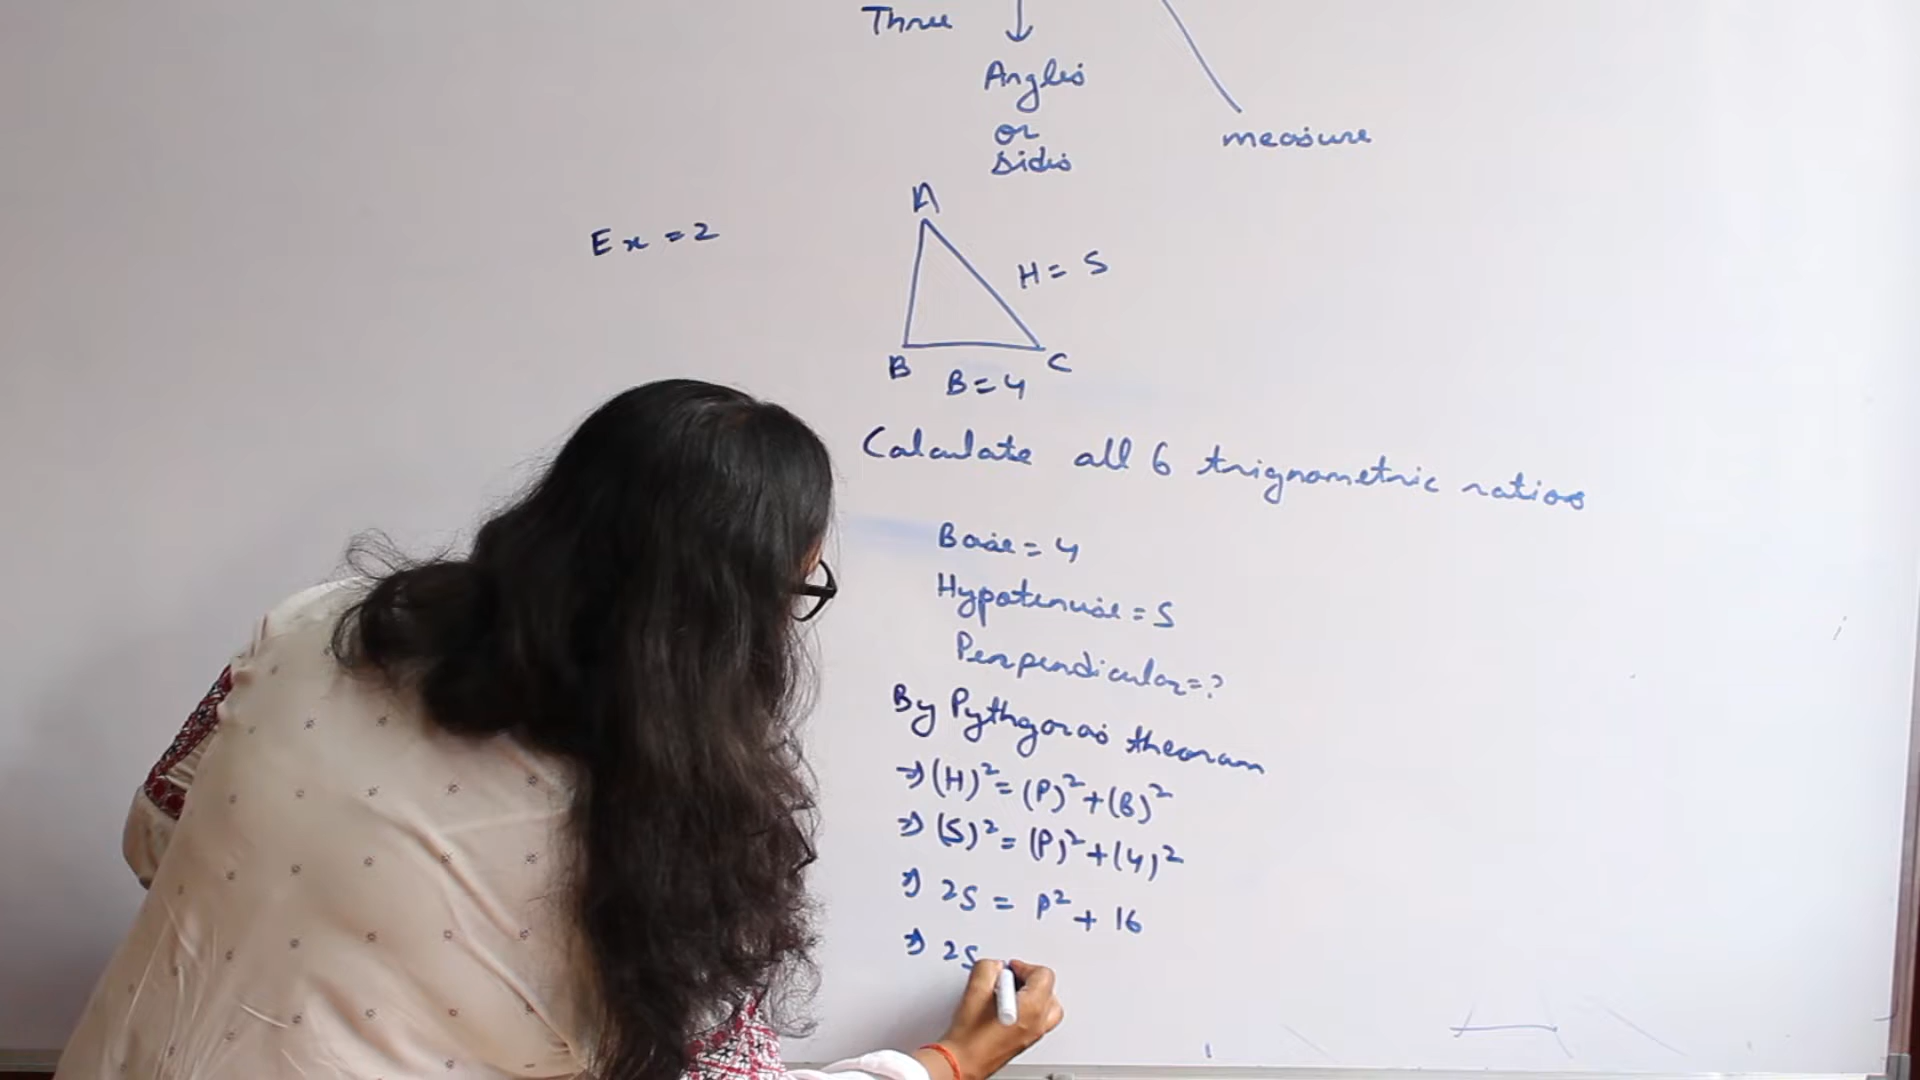 Three
Angles
or
sides
measure
Ex = 2
A
H = 5
B
C
B = 4
Calculate all 6 trignometric ratios
Base = 4
Hypotenuse = 5
Perpendicular = ?
By Pythgoras theoram
⇒ (H)² = (P)² + (B)²
⇒ (5)² = (P)² + (4)²
⇒ 25 = P² + 16
⇒ 25